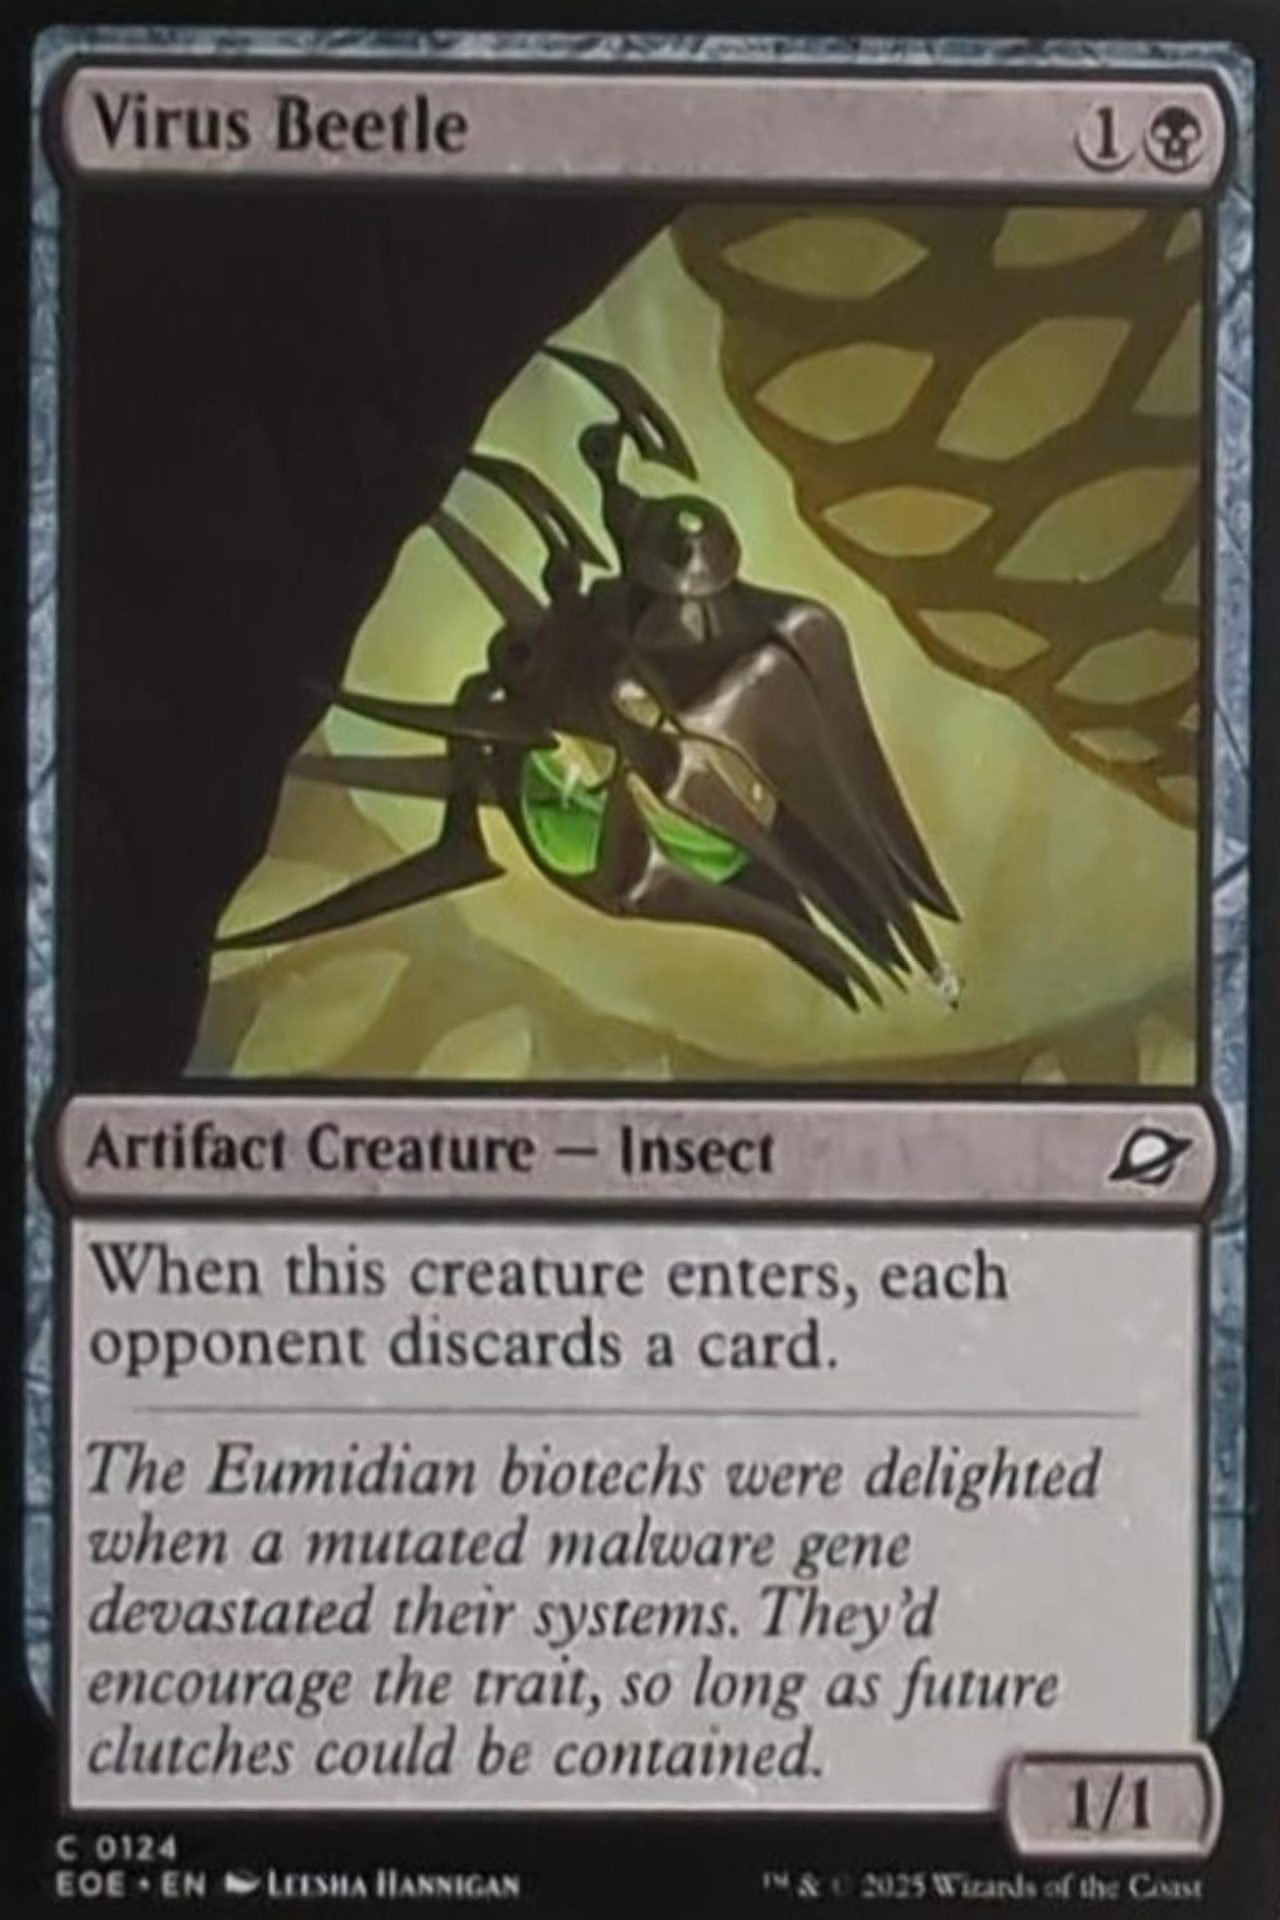 Virus Beetle 1
Artifact Creature — Insect
When this creature enters, each
opponent discards a card.
The Eumidian biotechs were delighted
when a mutated malware gene
devastated their systems. They'd
encourage the trait, so long as future
clutches could be contained.
1/1
C 0124
EOE • EN Leesha Hannigan
™ & © 2025 Wizards of the Coast